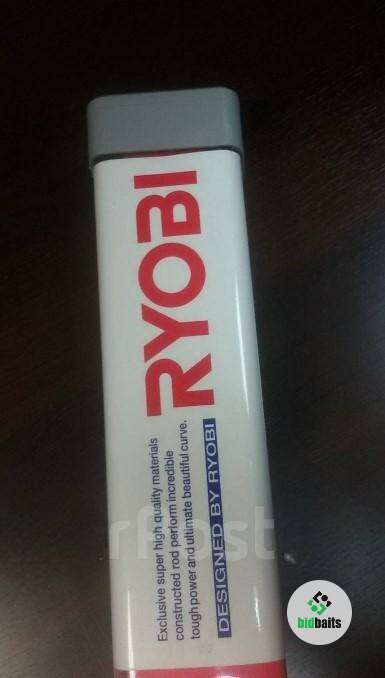 RYOBI
Exclusive super high quality materials
constructed rod perform incredible
tough power and ultimate beautiful curve.
DESIGNED BY RYOBI
bidbaits